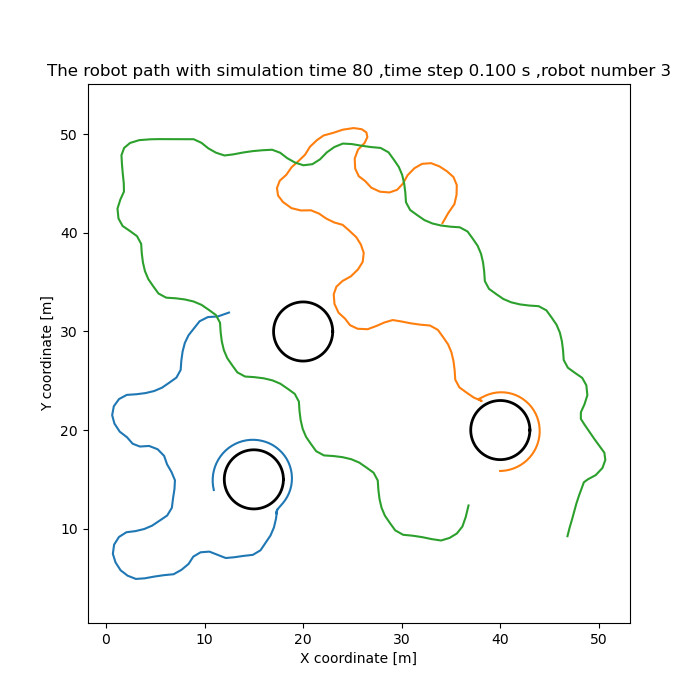 The robot path with simulation time 80 ,time step 0.100 s ,robot number 3
50
40
30
20
10
Y coordinate [m]
0 10 20 30 40 50
X coordinate [m]